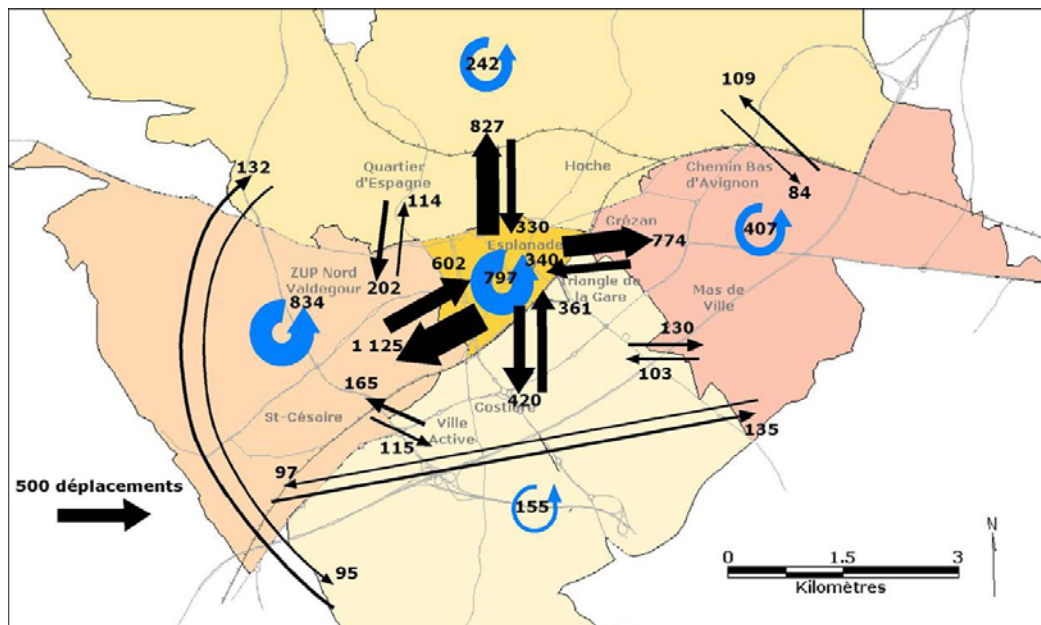 242
109
827
132
Quartier
d'Espagne
Hoche
Chemin Bas
d'Avignon
114
84
330
Grézan
407
Esplanade
774
602
340
797
ZUP Nord
Valdegour
834
202
Triangle de
la Gare
Mas de
Ville
361
1 125
130
103
165
420
Costière
St-Césaire
Ville
Active
115
135
97
500 déplacements
155
N
0
1.5
3
Kilomètres
95